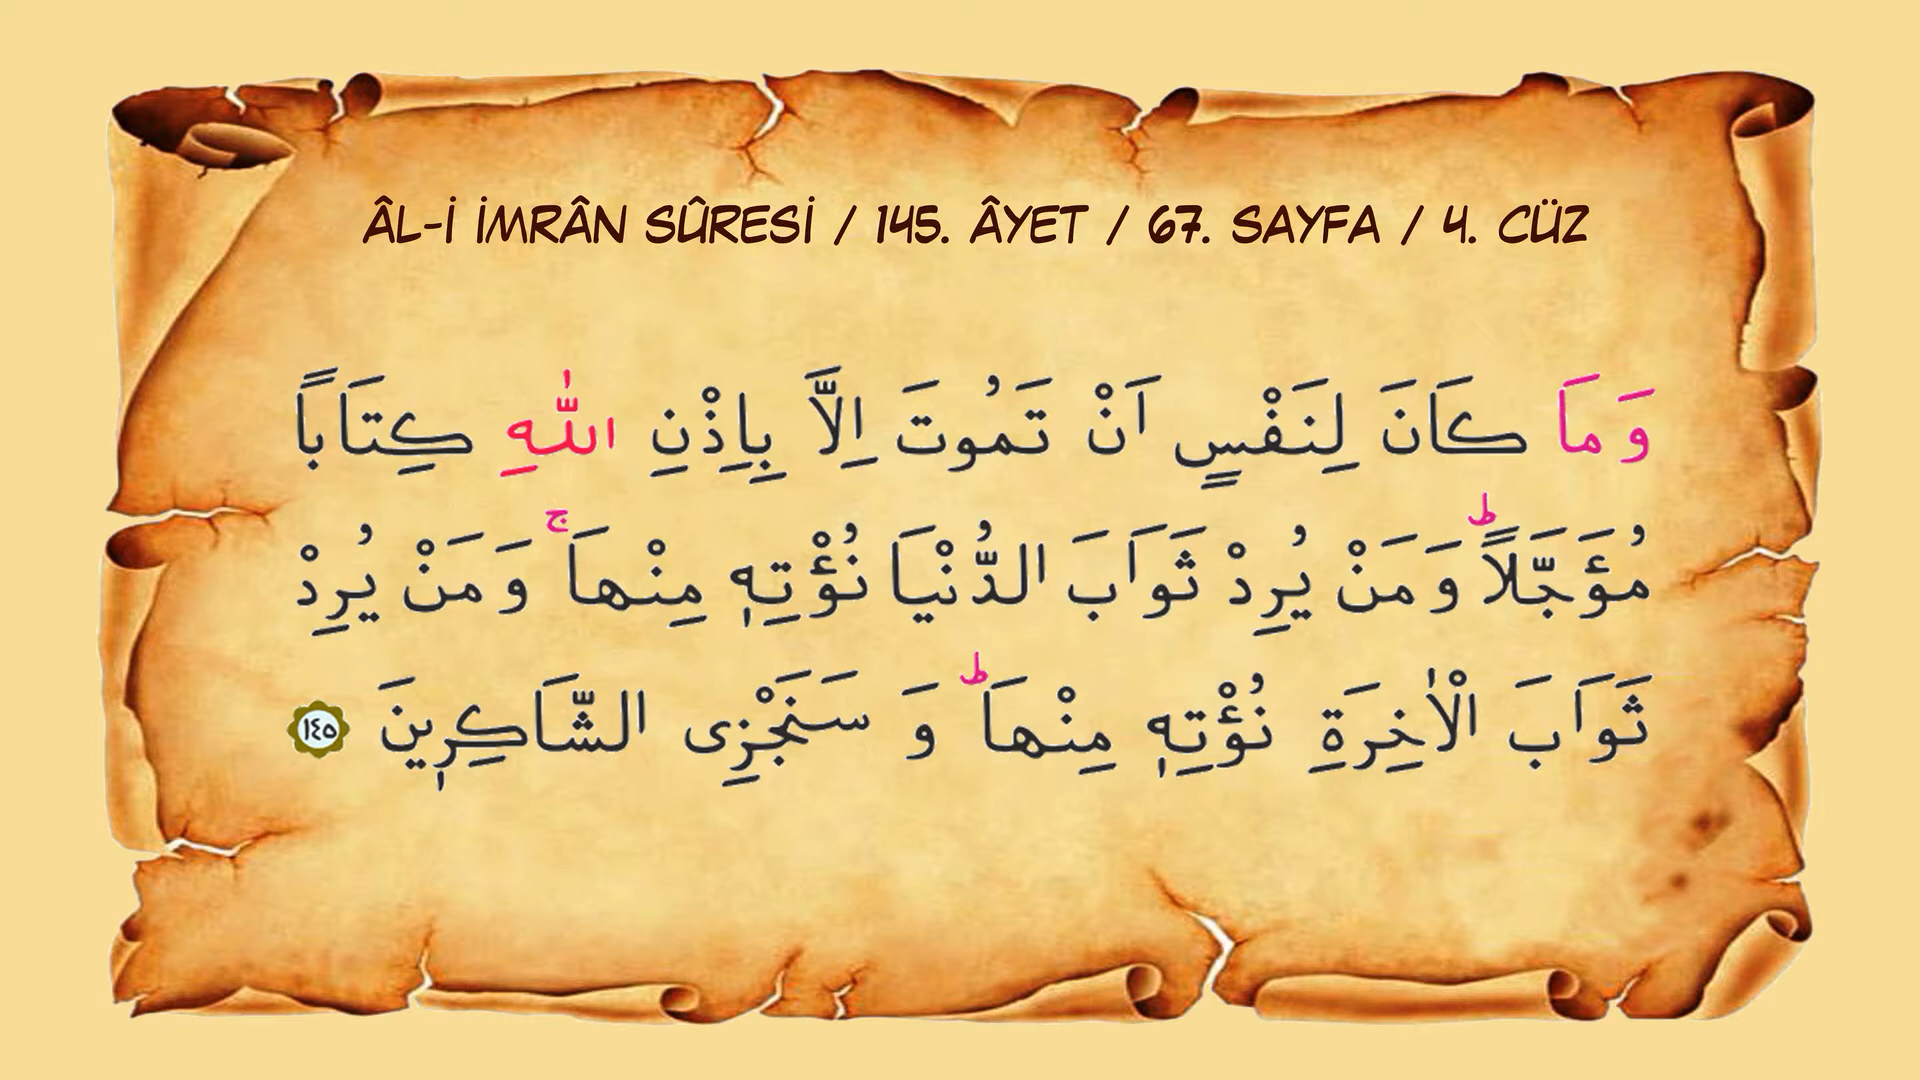 ÂL-İ İMRÂN SÛRESİ / 145. ÂYET / 67. SAYFA / 4. CÜZ
وَمَا كَانَ لِنَفْسٍ اَنْ تَمُوتَ اِلَّا بِاِذْنِ اللّٰهِ كِتَابًا
مُؤَجَّلًاۜ وَمَنْ يُرِدْ ثَوَابَ الدُّنْيَا نُؤْتِه۪ مِنْهَاۚ وَمَنْ يُرِدْ
ثَوَابَ الْاٰخِرَةِ نُؤْتِه۪ مِنْهَاۜ وَسَنَجْزِى الشَّاكِر۪ينَ ١٤٥